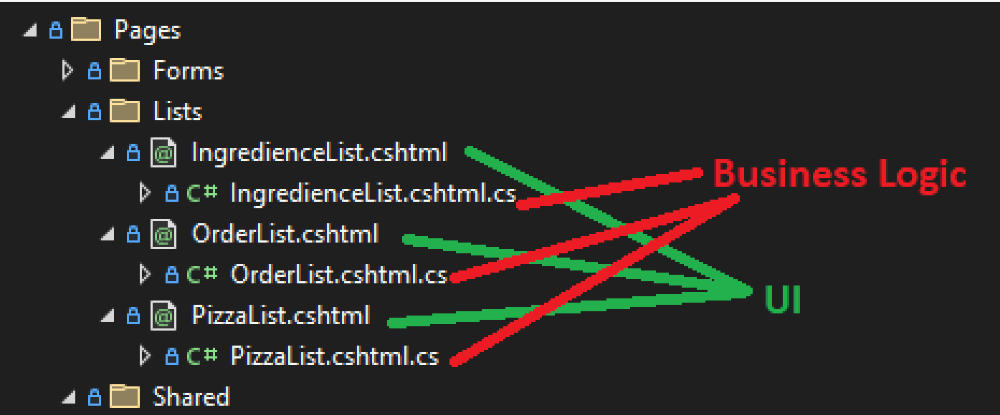 Pages
Forms
Lists
IngredienceList.cshtml
C# IngredienceList.cshtml.cs
Business Logic
OrderList.cshtml
C# OrderList.cshtml.cs
UI
PizzaList.cshtml
C# PizzaList.cshtml.cs
Shared